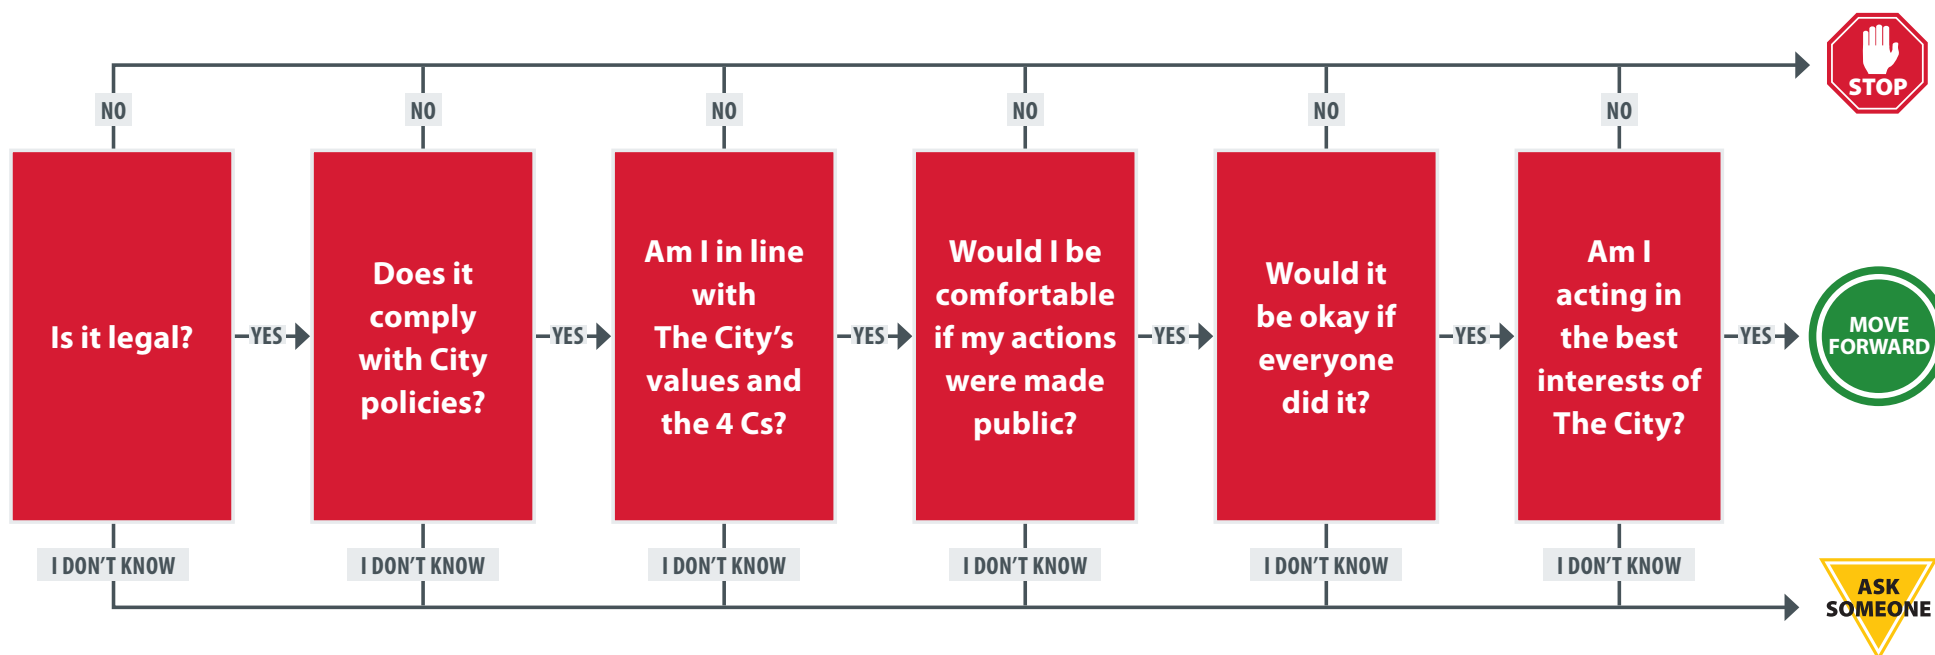 STOP
NO
NO
NO
NO
NO
NO
Is it legal?
YES
Does it
comply
with City
policies?
YES
Am I in line
with
The City's
values and
the 4 Cs?
YES
Would I be
comfortable
if my actions
were made
public?
YES
Would it
be okay if
everyone
did it?
YES
Am I
acting in
the best
interests of
The City?
YES
MOVE
FORWARD
I DON'T KNOW
I DON'T KNOW
I DON'T KNOW
I DON'T KNOW
I DON'T KNOW
I DON'T KNOW
ASK
SOMEONE